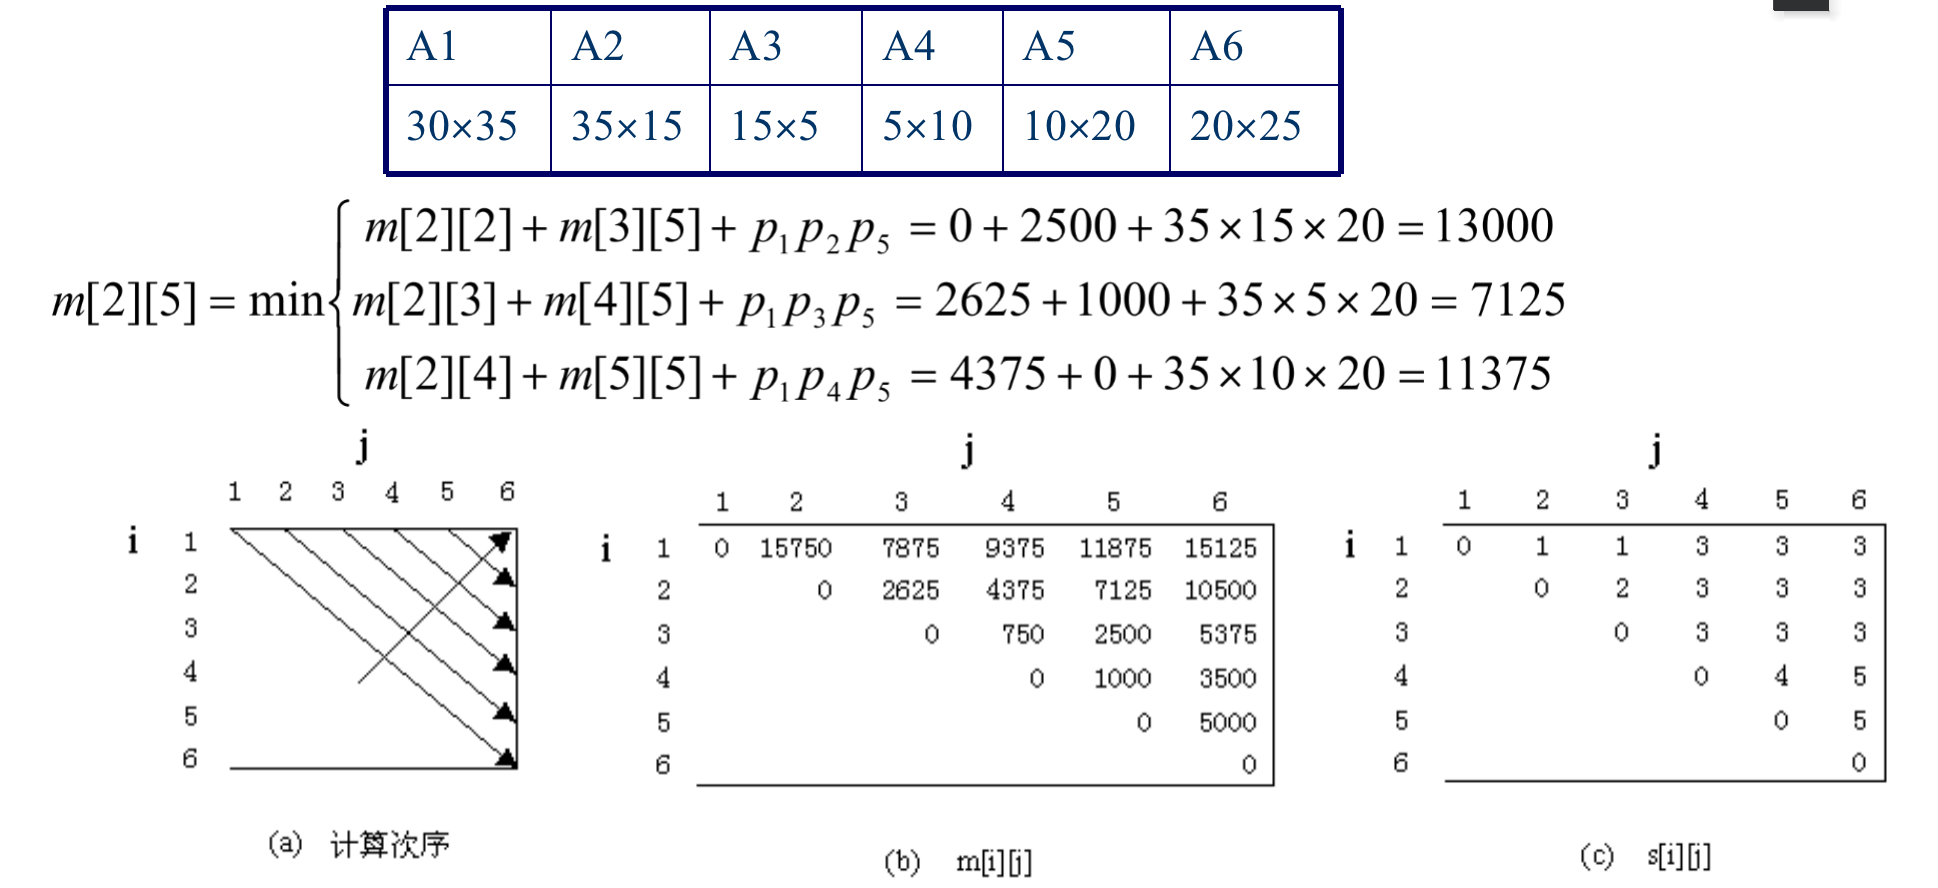 A1 A2 A3 A4 A5 A6
30×35 35×15 15×5 5×10 10×20 20×25
m[2][2] + m[3][5] + p₁p₂p₅ = 0 + 2500 + 35×15×20 = 13000
m[2][5] = min{ m[2][3] + m[4][5] + p₁p₃p₅ = 2625 + 1000 + 35×5×20 = 7125
m[2][4] + m[5][5] + p₁p₄p₅ = 4375 + 0 + 35×10×20 = 11375
j
1 2 3 4 5 6
i 1
2
3
4
5
6
(a) 计算次序
j
1 2 3 4 5 6
i 1 0 15750 7875 9375 11875 15125
2 0 2625 4375 7125 10500
3 0 750 2500 5375
4 0 1000 3500
5 0 5000
6 0
(b) m[i][j]
j
1 2 3 4 5 6
i 1 0 1 1 3 3 3
2 0 2 3 3 3
3 0 3 3 3
4 0 4 5
5 0 5
6 0
(c) s[i][j]